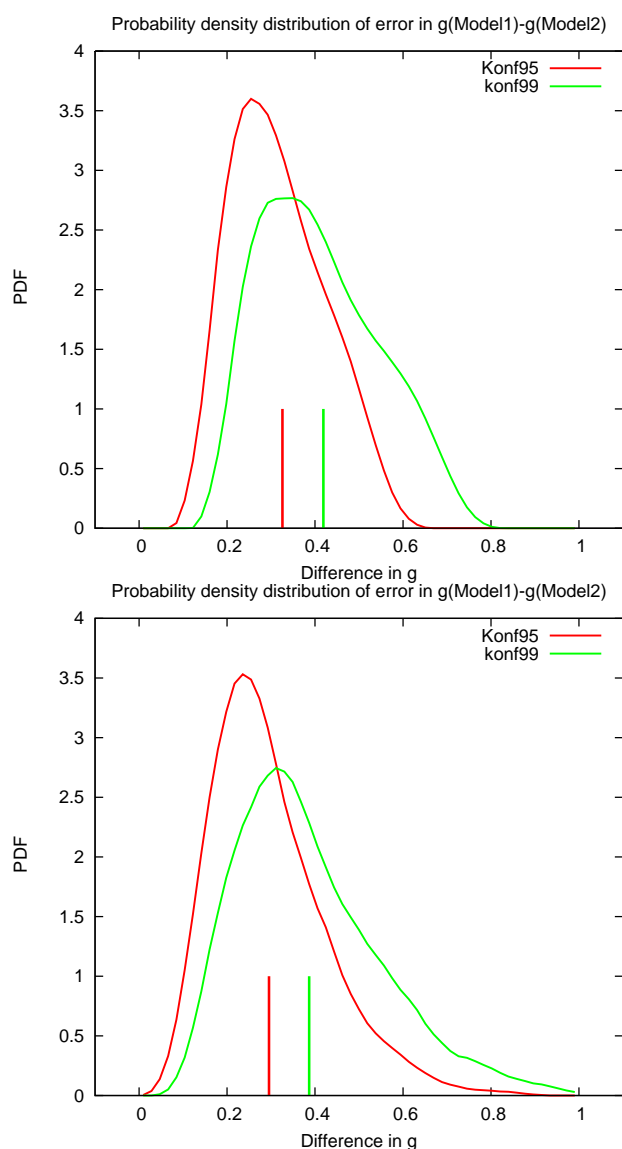 Probability density distribution of error in g(Model1)-g(Model2)
4
3.5
3
2.5
2
1.5
1
0.5
0
PDF
Konf95
konf99
0 0.2 0.4 0.6 0.8 1
Difference in g
Probability density distribution of error in g(Model1)-g(Model2)
4
3.5
3
2.5
2
1.5
1
0.5
0
PDF
Konf95
konf99
0 0.2 0.4 0.6 0.8 1
Difference in g